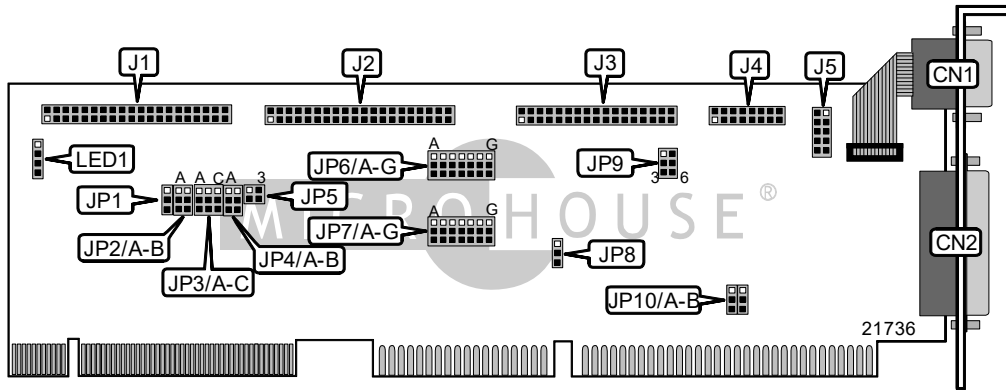 J1
J2
J3
J4
J5
CN1
LED1
A G
JP6/A-G
JP9
3 6
A A C A 3
JP1
JP5
MICRO HOUSE ®
A G
JP7/A-G
JP2/A-B
JP4/A-B
JP8
CN2
JP3/A-C
JP10/A-B
21736